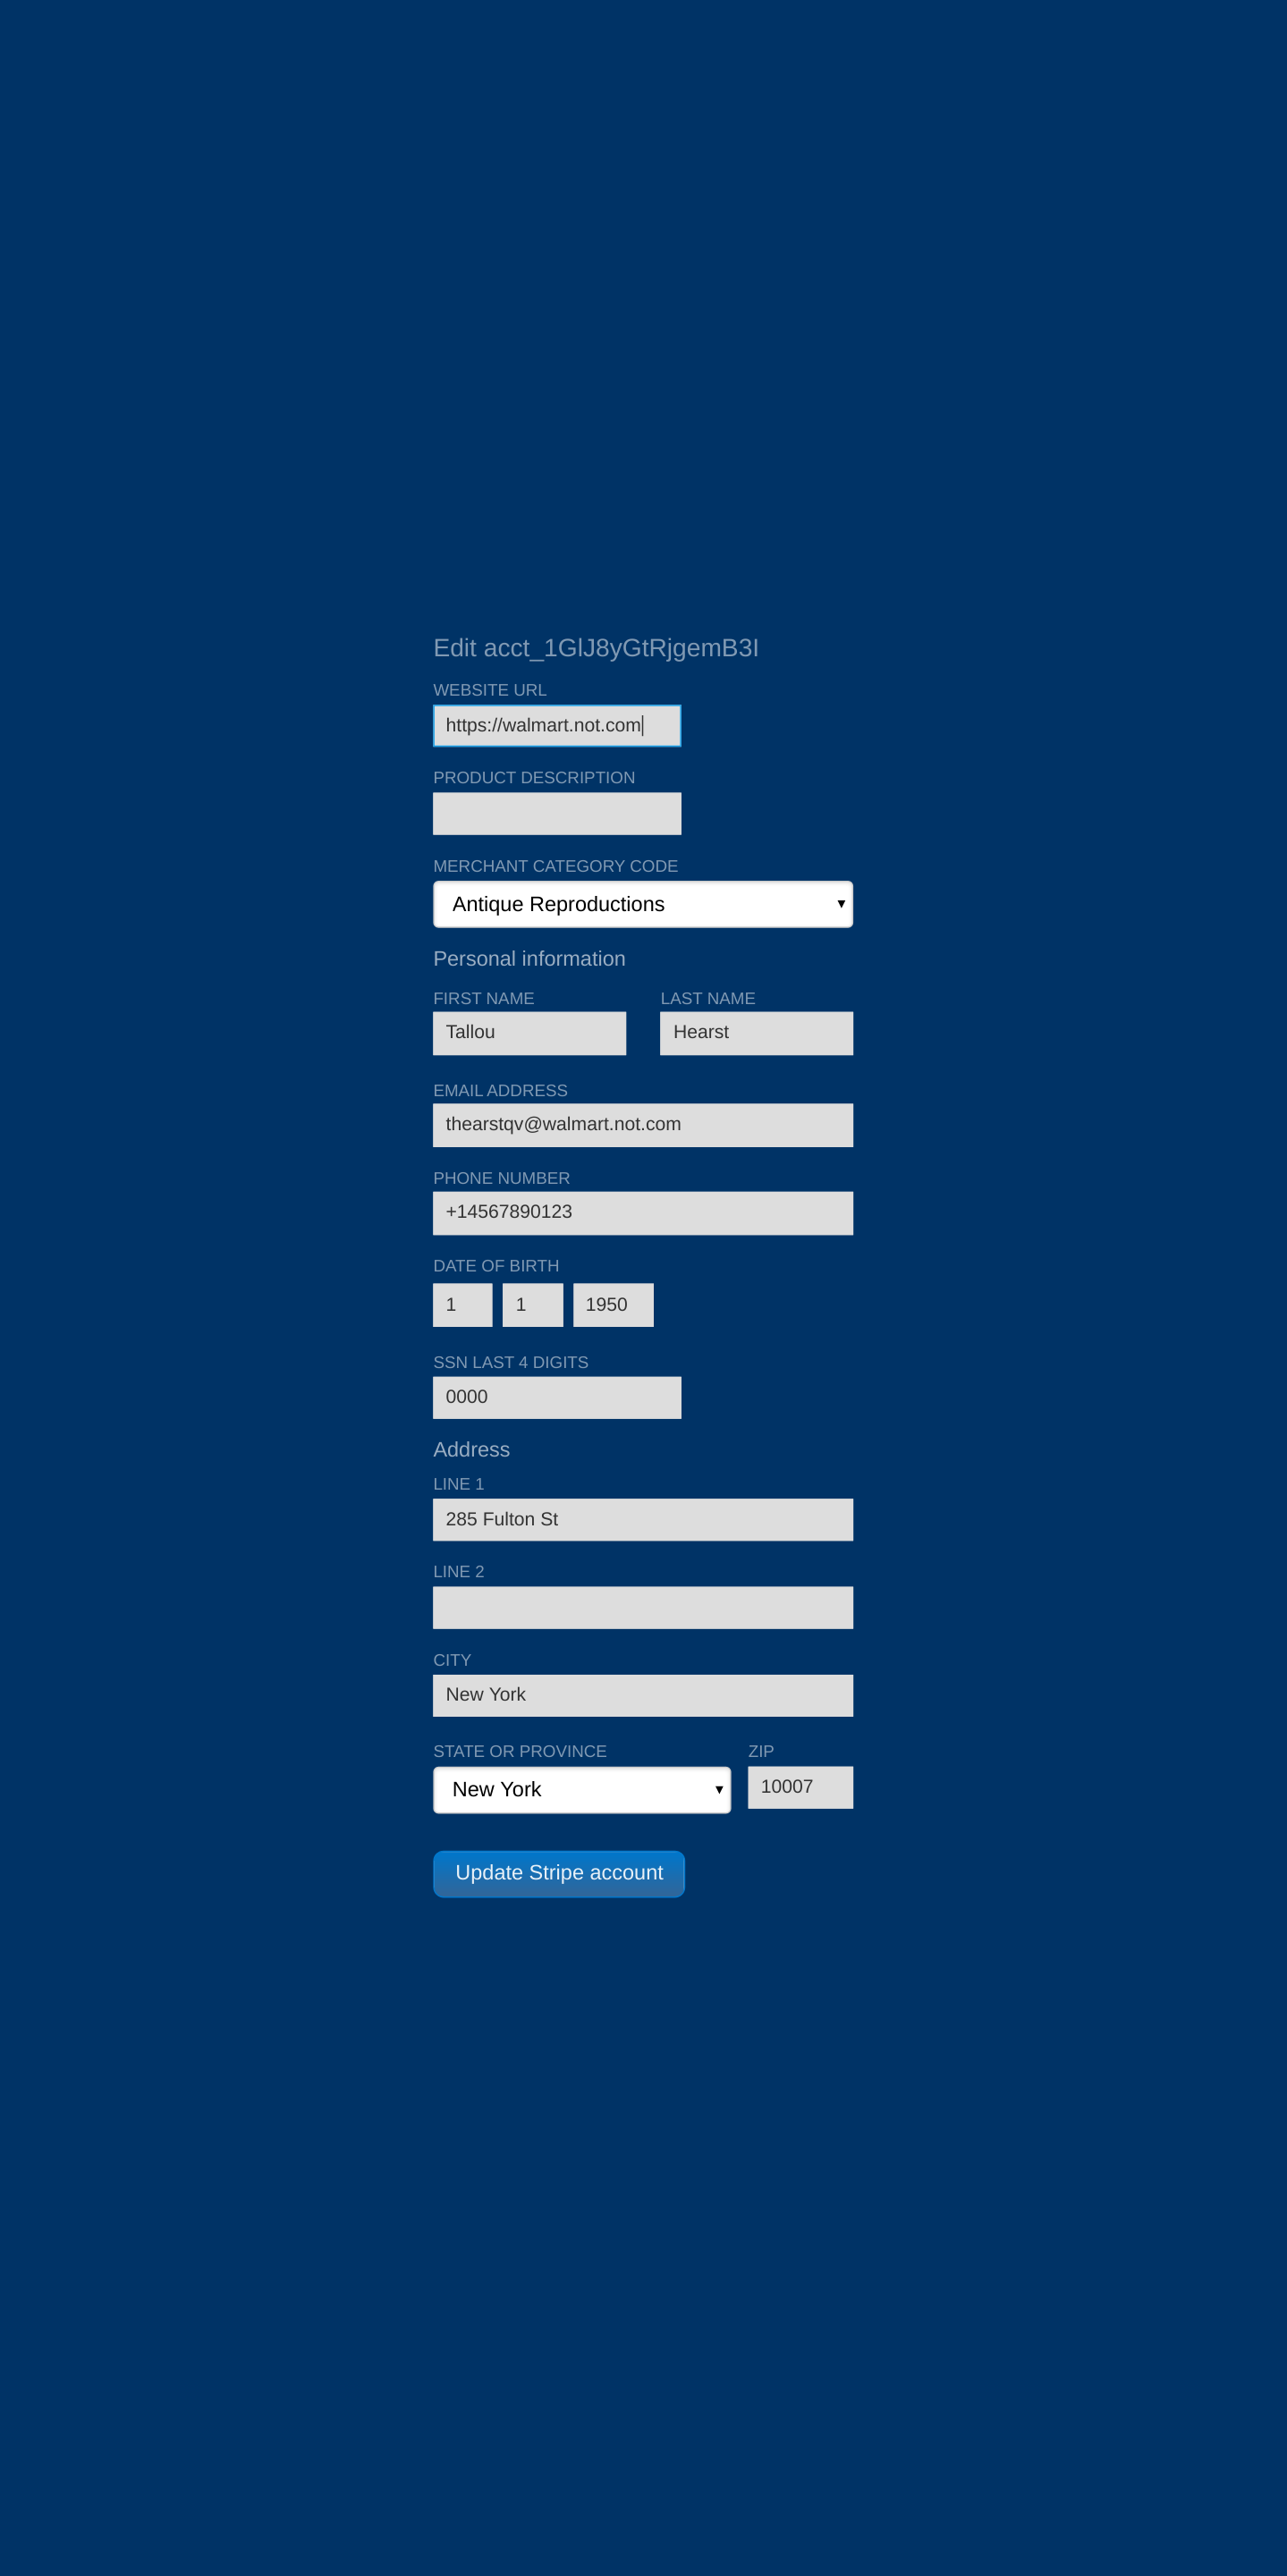 Edit acct_1GlJ8yGtRjgemB3I
WEBSITE URL
https://walmart.not.com
PRODUCT DESCRIPTION
MERCHANT CATEGORY CODE
Antique Reproductions
Personal information
FIRST NAME LAST NAME
Tallou Hearst
EMAIL ADDRESS
thearstqv@walmart.not.com
PHONE NUMBER
+14567890123
DATE OF BIRTH
1 1 1950
SSN LAST 4 DIGITS
0000
Address
LINE 1
285 Fulton St
LINE 2
CITY
New York
STATE OR PROVINCE ZIP
New York 10007
Update Stripe account